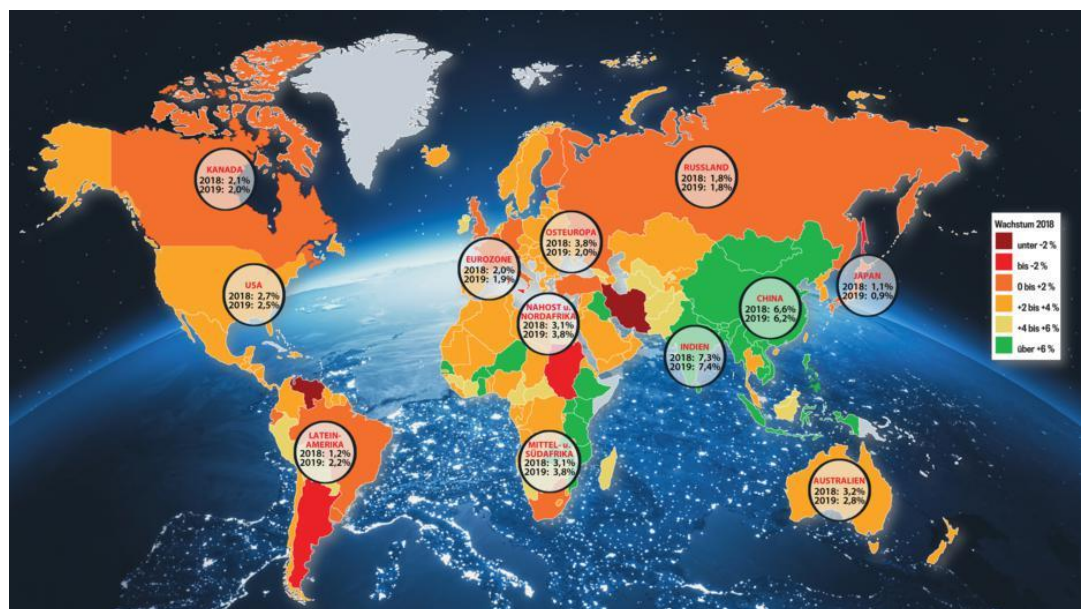 KANADA
2018: 2,1%
2019: 2,0%
RUSSLAND
2018: 1,8%
2019: 1,8%
OSTEUROPA
2018: 3,8%
2019: 2,0%
EUROZONE
2018: 2,0%
2019: 1,9%
USA
2018: 2,7%
2019: 2,5%
NAHOST u.
NORDAFRIKA
2018: 3,1%
2019: 3,8%
CHINA
2018: 6,6%
2019: 6,2%
JAPAN
2018: 1,1%
2019: 0,9%
INDIEN
2018: 7,3%
2019: 7,4%
LATEIN-
AMERIKA
2018: 1,2%
2019: 2,2%
MITTEL- u.
SÜDAFRIKA
2018: 3,1%
2019: 3,8%
AUSTRALIEN
2018: 3,2%
2019: 2,8%
Wachstum 2018
unter -2 %
bis -2 %
0 bis +2 %
+2 bis +4 %
+4 bis +6 %
über +6 %